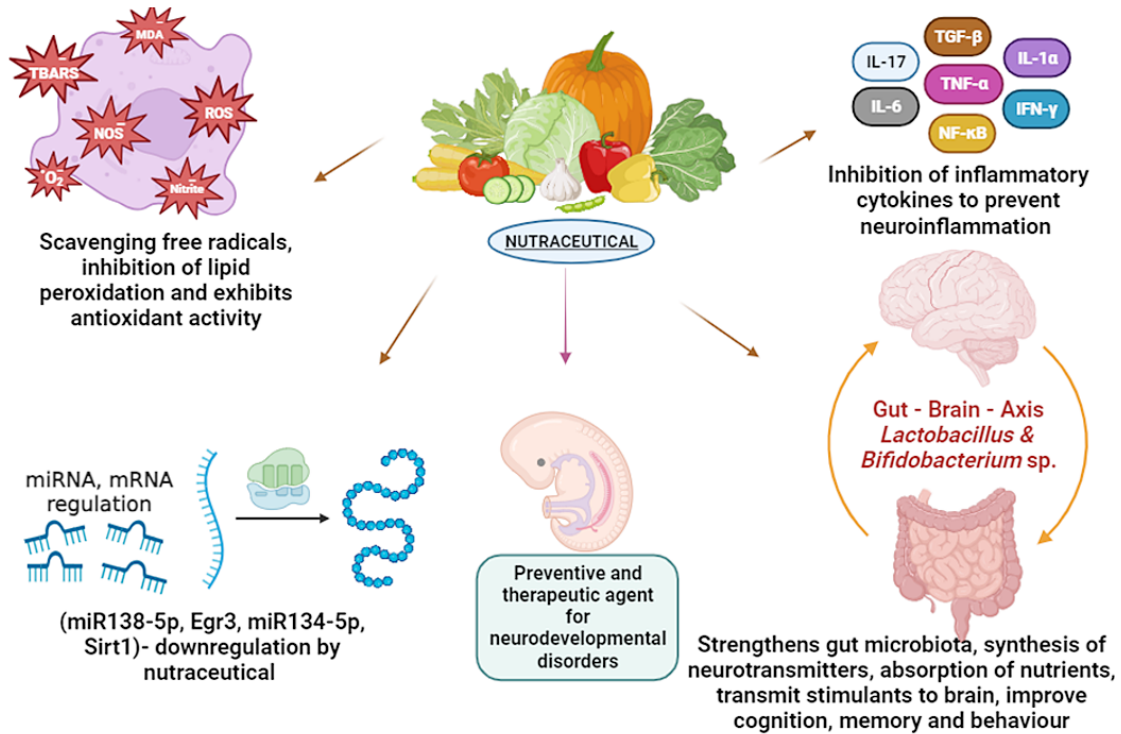 MDA
TBARS
ROS
NOS
O2
Nitrite
Scavenging free radicals,
inhibition of lipid
peroxidation and exhibits
antioxidant activity
NUTRACEUTICAL
TGF-β
IL-17
IL-1α
TNF-α
IL-6
IFN-γ
NF-κB
Inhibition of inflammatory
cytokines to prevent
neuroinflammation
Gut - Brain - Axis
Lactobacillus &
Bifidobacterium sp.
Strengthens gut microbiota, synthesis of
neurotransmitters, absorption of nutrients,
transmit stimulants to brain, improve
cognition, memory and behaviour
miRNA, mRNA
regulation
(miR138-5p, Egr3, miR134-5p,
Sirt1)- downregulation by
nutraceutical
Preventive and
therapeutic agent
for
neurodevelopmental
disorders